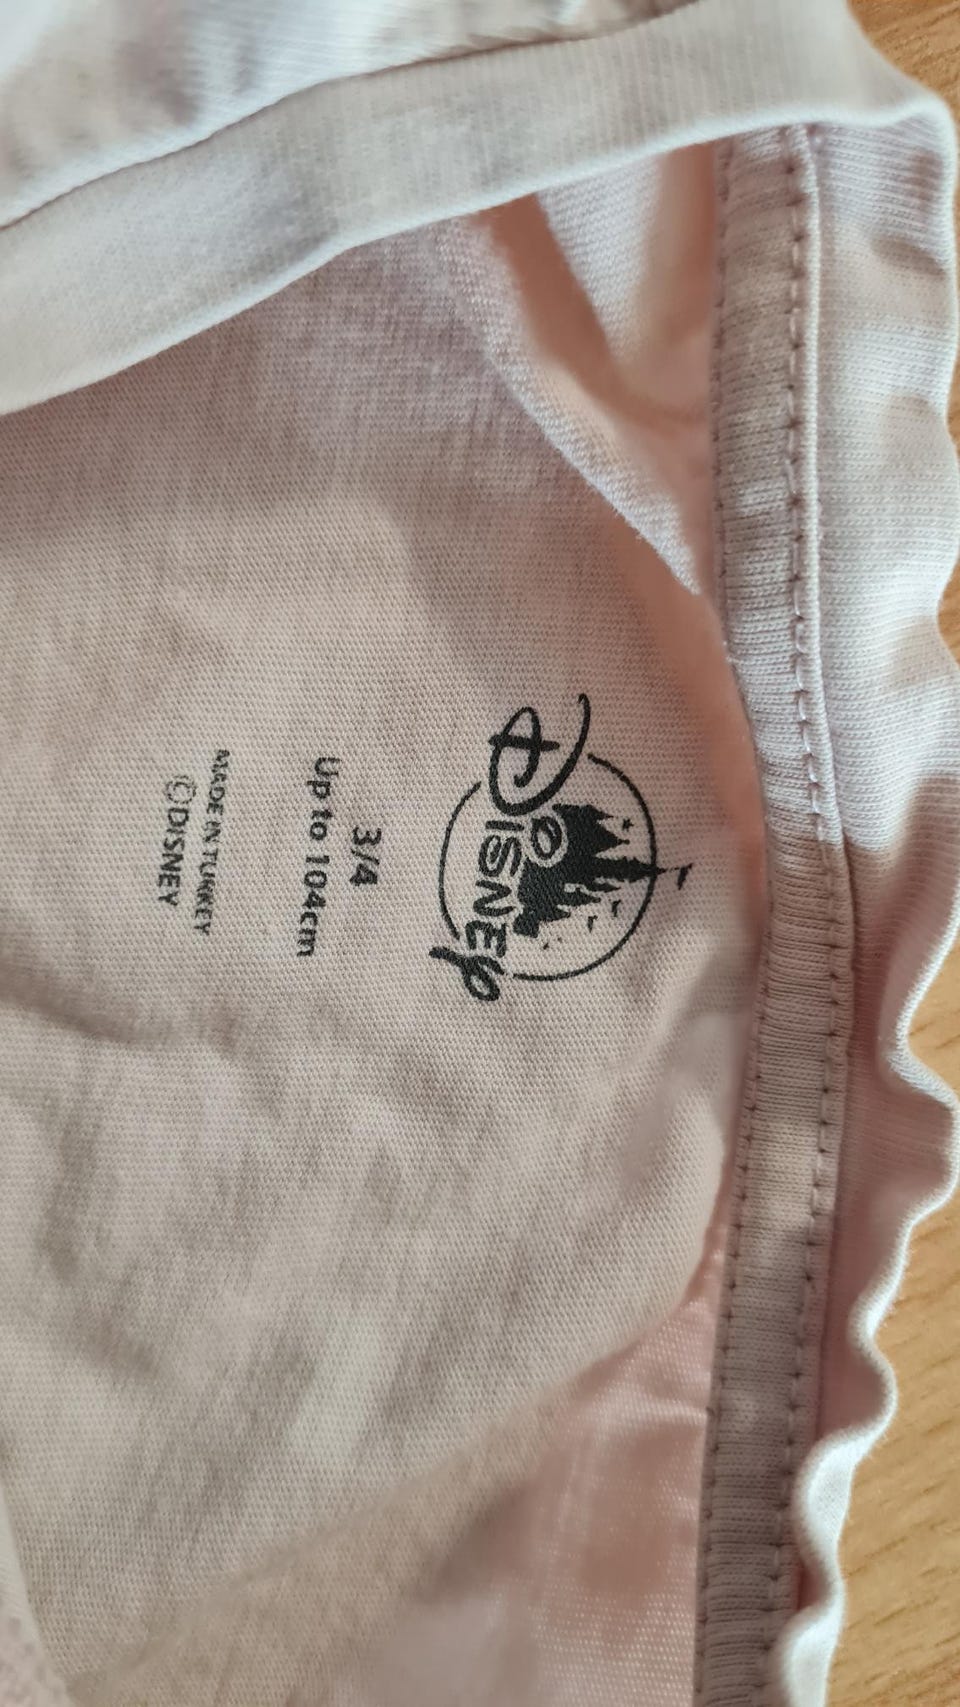 DISNEY
3/4
Up to 104cm
MADE IN TURKEY
©DISNEY